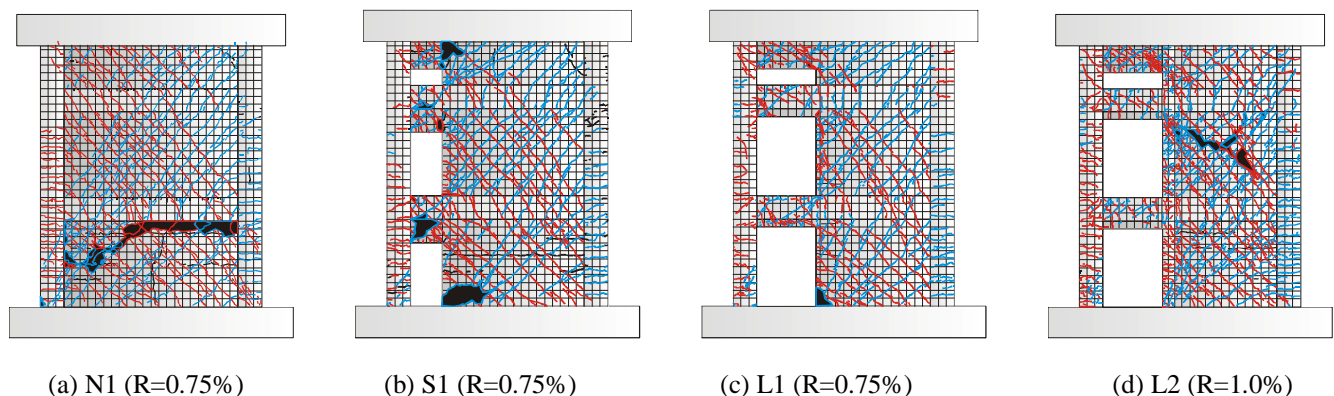 (a) N1 (R=0.75%)
(b) S1 (R=0.75%)
(c) L1 (R=0.75%)
(d) L2 (R=1.0%)